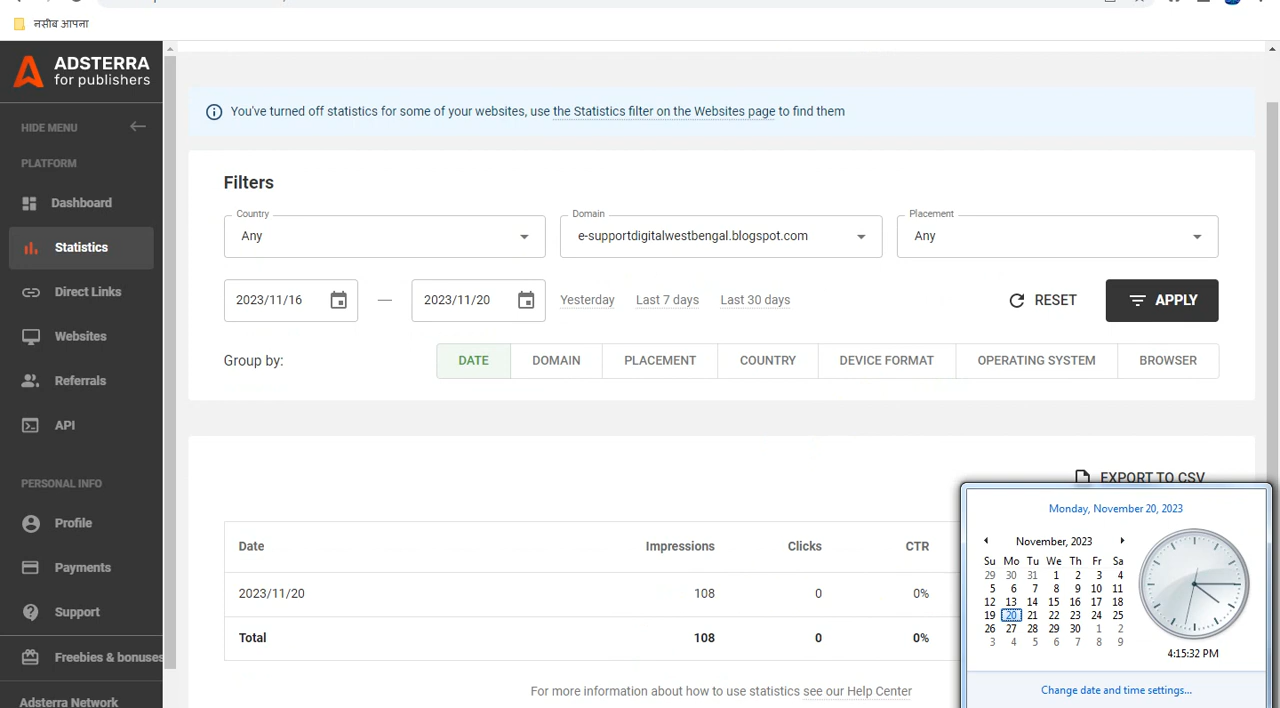 नसीब आपना
ADSTERRA
for publishers
HIDE MENU
PLATFORM
Dashboard
Statistics
Direct Links
Websites
Referrals
API
PERSONAL INFO
Profile
Payments
Support
Freebies & bonuses
Adsterra Network
You've turned off statistics for some of your websites, use the Statistics filter on the Websites page to find them
Filters
Country Domain Placement
Any e-supportdigitalwestbengal.blogspot.com Any
2023/11/16 — 2023/11/20 Yesterday Last 7 days Last 30 days RESET APPLY
Group by: DATE DOMAIN PLACEMENT COUNTRY DEVICE FORMAT OPERATING SYSTEM BROWSER
EXPORT TO CSV
Date Impressions Clicks CTR
2023/11/20 108 0 0%
Total 108 0 0%
For more information about how to use statistics see our Help Center
Monday, November 20, 2023
November, 2023
Su Mo Tu We Th Fr Sa
29 30 31 1 2 3 4
5 6 7 8 9 10 11
12 13 14 15 16 17 18
19 20 21 22 23 24 25
26 27 28 29 30 1 2
3 4 5 6 7 8 9
4:15:32 PM
Change date and time settings...